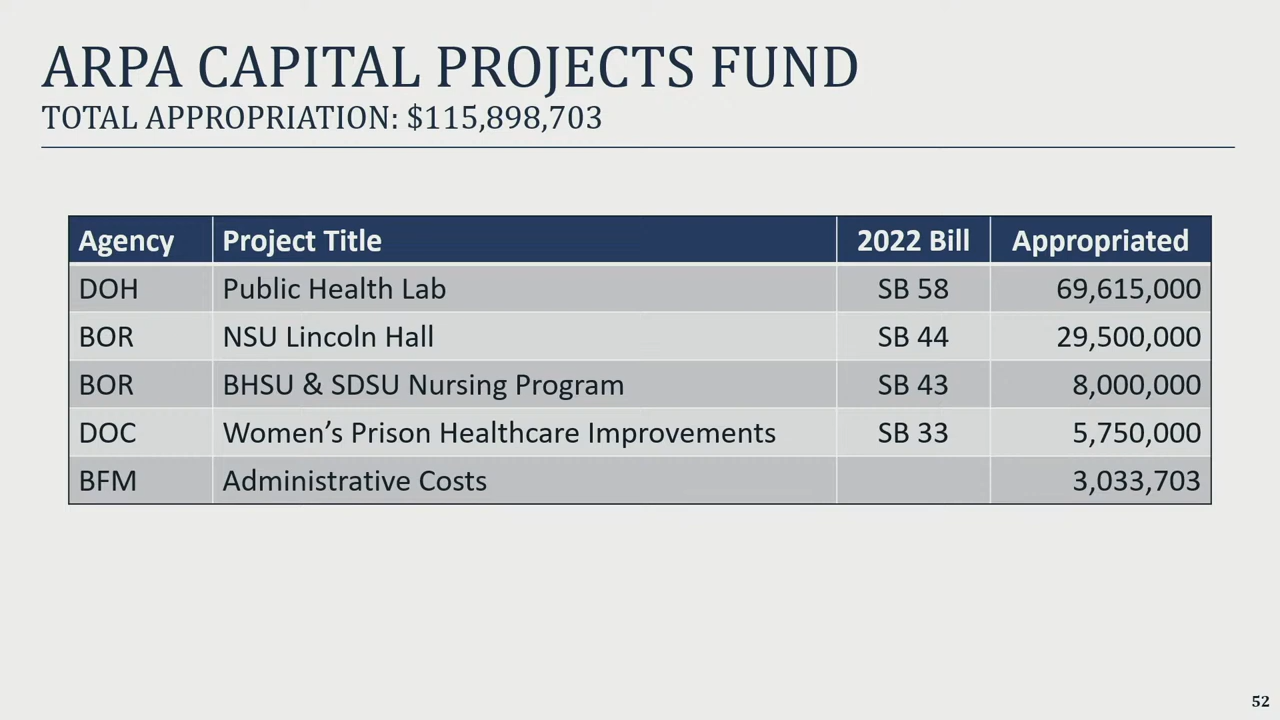 ARPA CAPITAL PROJECTS FUND
TOTAL APPROPRIATION: $115,898,703
Agency Project Title 2022 Bill Appropriated
DOH Public Health Lab SB 58 69,615,000
BOR NSU Lincoln Hall SB 44 29,500,000
BOR BHSU & SDSU Nursing Program SB 43 8,000,000
DOC Women’s Prison Healthcare Improvements SB 33 5,750,000
BFM Administrative Costs 3,033,703
52